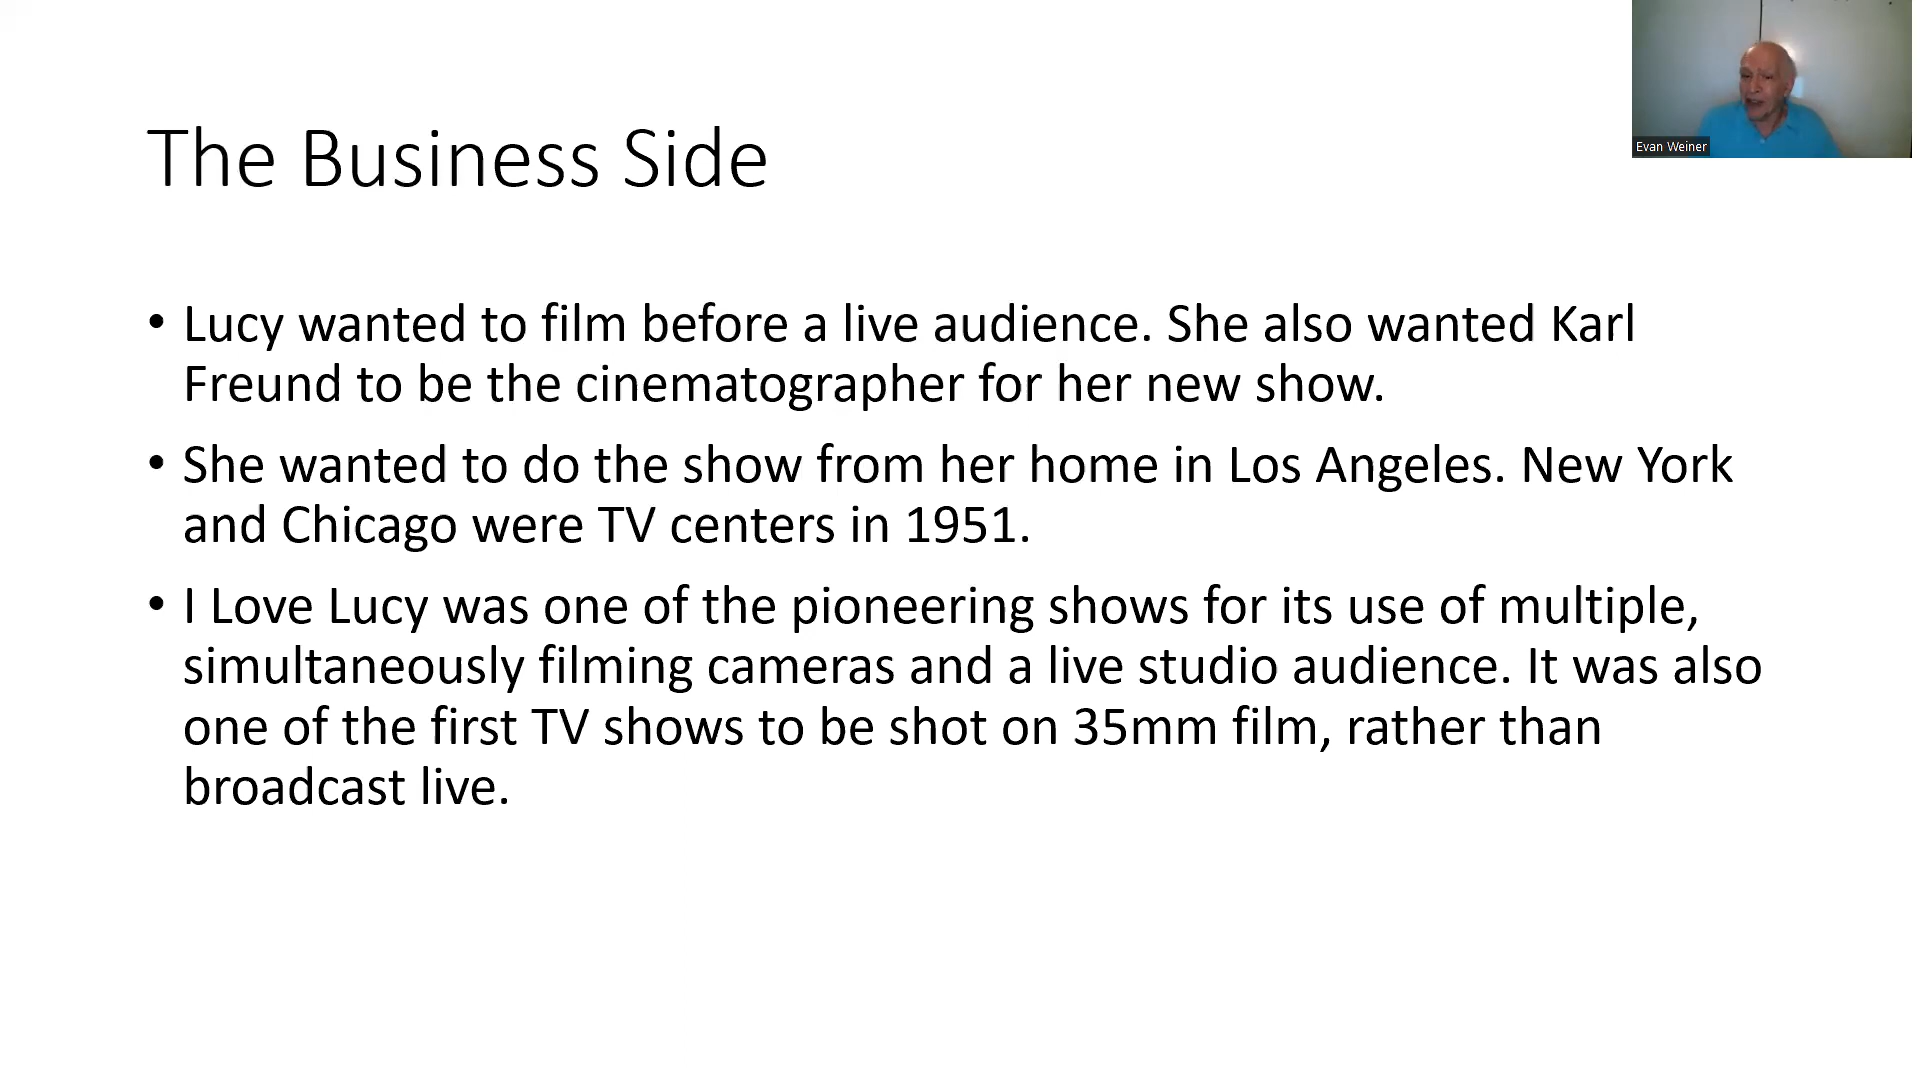 Evan Weiner
The Business Side
• Lucy wanted to film before a live audience. She also wanted Karl
Freund to be the cinematographer for her new show.
• She wanted to do the show from her home in Los Angeles. New York
and Chicago were TV centers in 1951.
• I Love Lucy was one of the pioneering shows for its use of multiple,
simultaneously filming cameras and a live studio audience. It was also
one of the first TV shows to be shot on 35mm film, rather than
broadcast live.